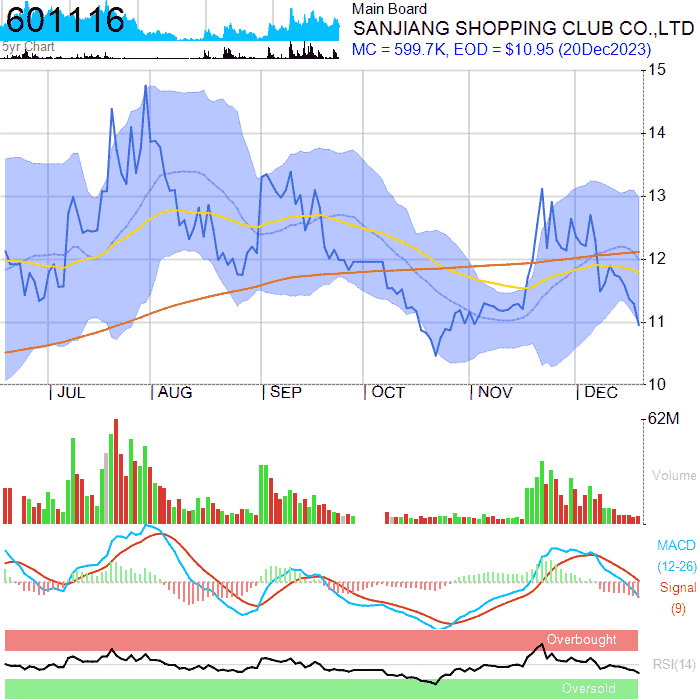 601116
5yr Chart
Main Board
SANJIANG SHOPPING CLUB CO.,LTD
MC = 599.7K, EOD = $10.95 (20Dec2023)
15
14
13
12
11
10
JUL AUG SEP OCT NOV DEC
62M
Volume
MACD
(12-26)
Signal
(9)
Overbought
RSI(14)
Oversold